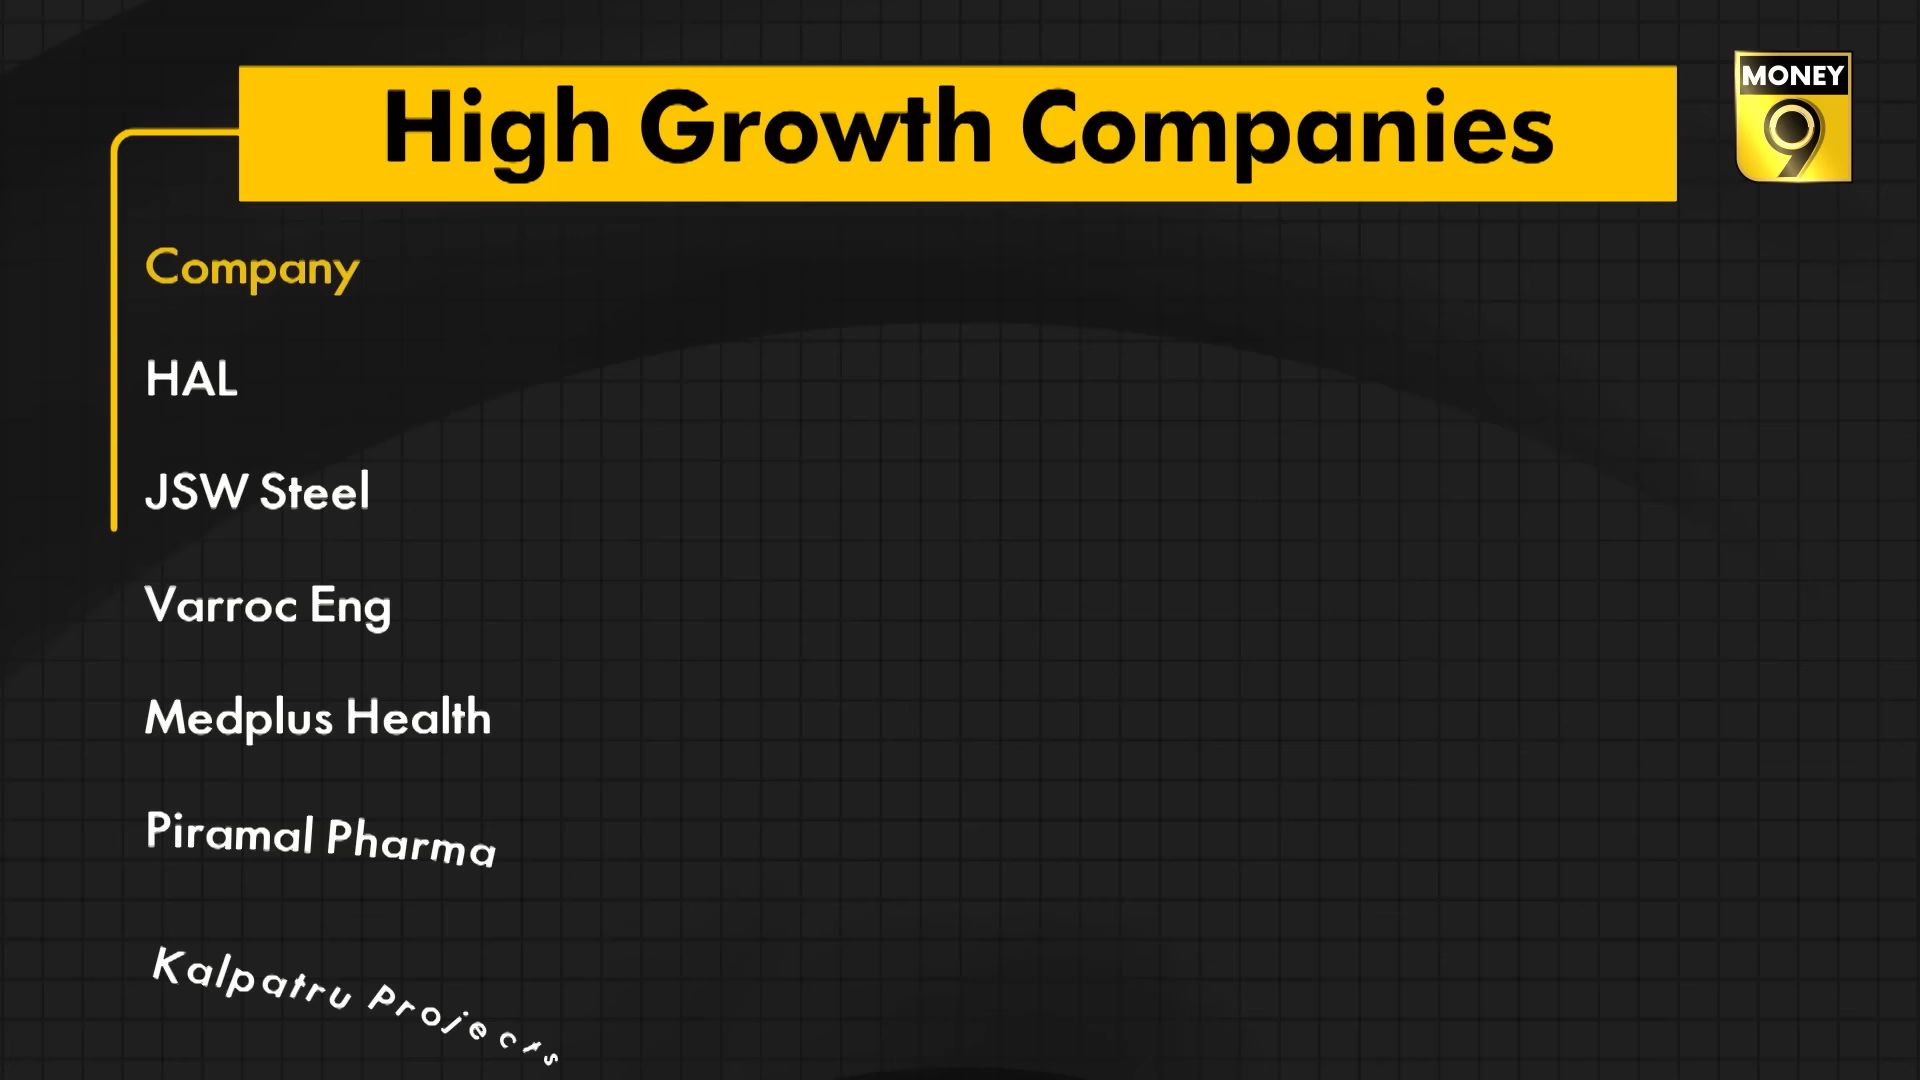 High Growth Companies
MONEY
9
Company
HAL
JSW Steel
Varroc Eng
Medplus Health
Piramal Pharma
Kalpatru Projects